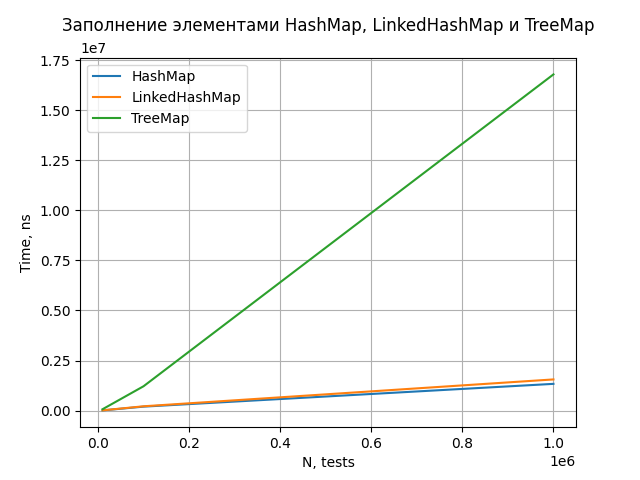 Заполнение элементами HashMap, LinkedHashMap и TreeMap
1e7
1.75
1.50
1.25
1.00
0.75
0.50
0.25
0.00
Time, ns
HashMap
LinkedHashMap
TreeMap
0.0 0.2 0.4 0.6 0.8 1.0
1e6
N, tests